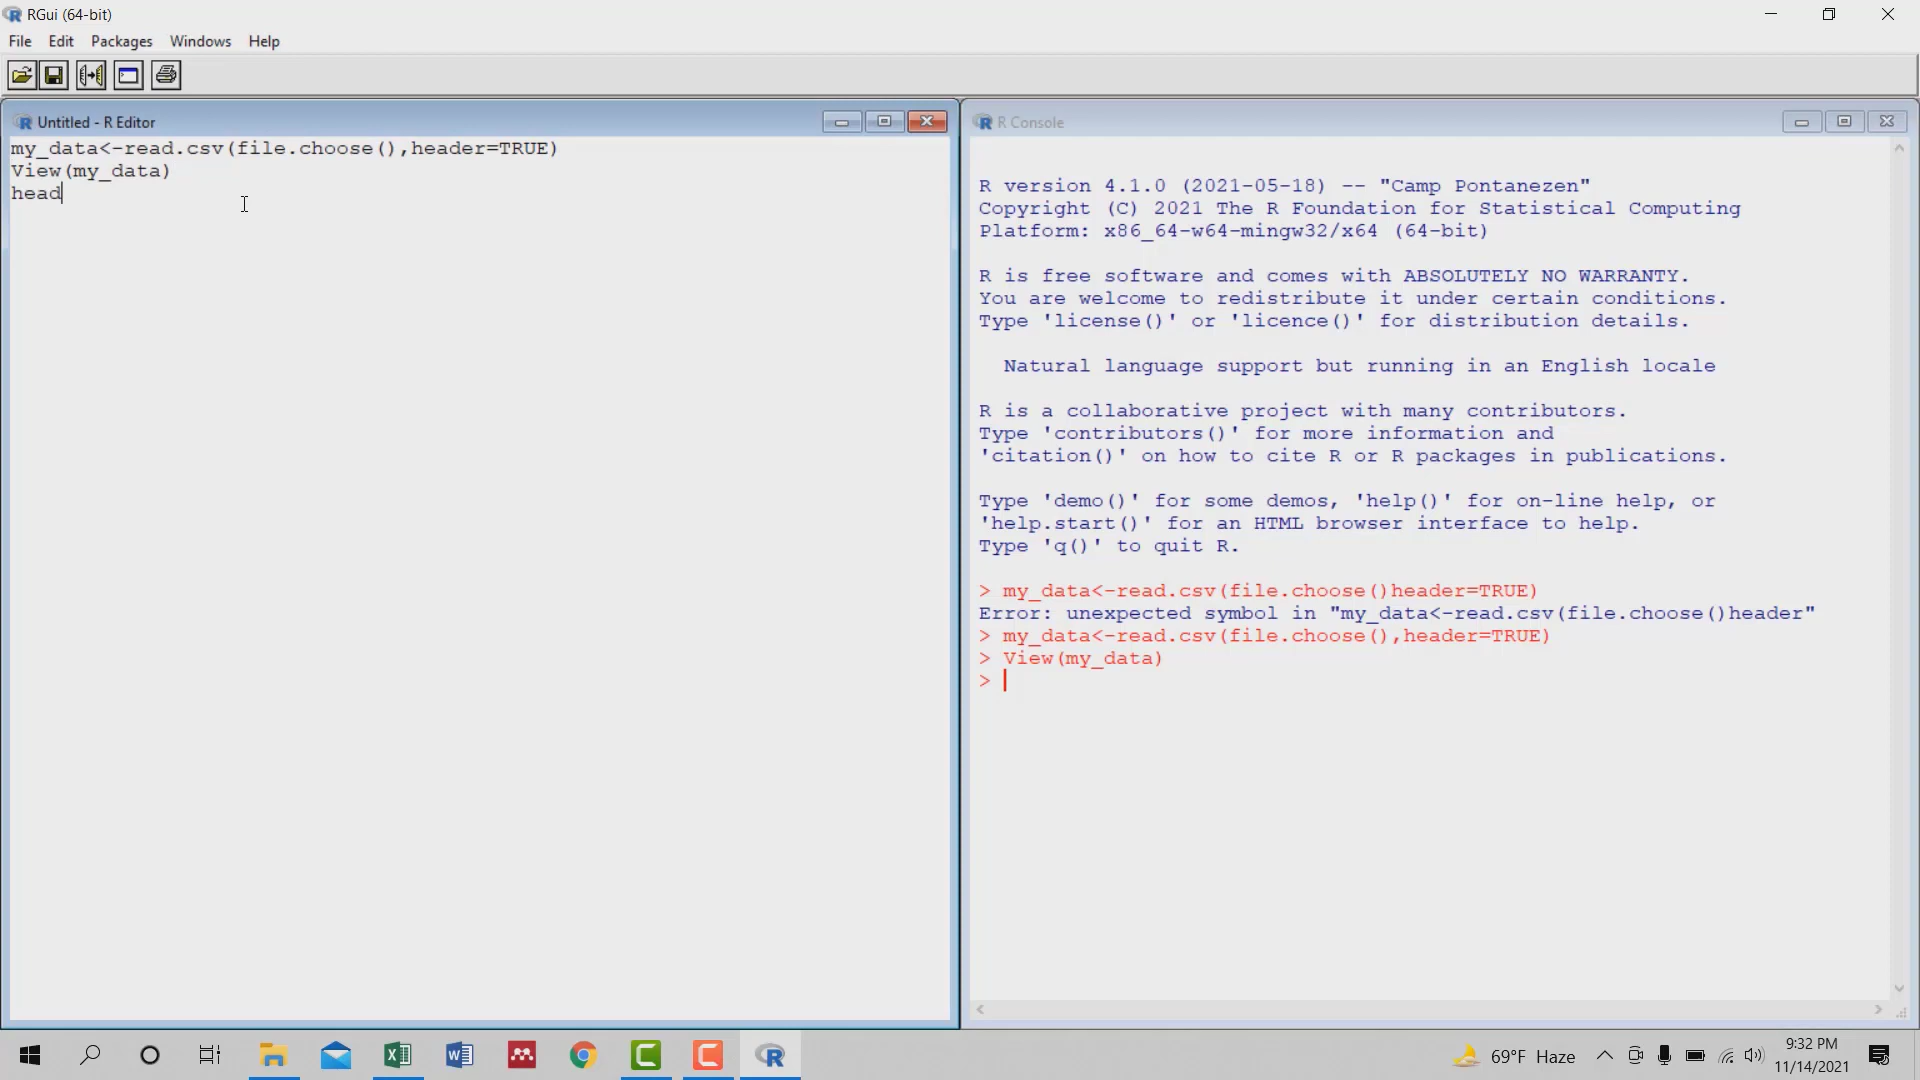 RGui (64-bit)
File Edit Packages Windows Help
Untitled - R Editor
my_data<-read.csv(file.choose(),header=TRUE)
View(my_data)
head
R Console
R version 4.1.0 (2021-05-18) -- "Camp Pontanezen"
Copyright (C) 2021 The R Foundation for Statistical Computing
Platform: x86_64-w64-mingw32/x64 (64-bit)
R is free software and comes with ABSOLUTELY NO WARRANTY.
You are welcome to redistribute it under certain conditions.
Type 'license()' or 'licence()' for distribution details.
Natural language support but running in an English locale
R is a collaborative project with many contributors.
Type 'contributors()' for more information and
'citation()' on how to cite R or R packages in publications.
Type 'demo()' for some demos, 'help()' for on-line help, or
'help.start()' for an HTML browser interface to help.
Type 'q()' to quit R.
> my_data<-read.csv(file.choose()header=TRUE)
Error: unexpected symbol in "my_data<-read.csv(file.choose()header"
> my_data<-read.csv(file.choose(),header=TRUE)
> View(my_data)
>
69°F Haze
9:32 PM
11/14/2021